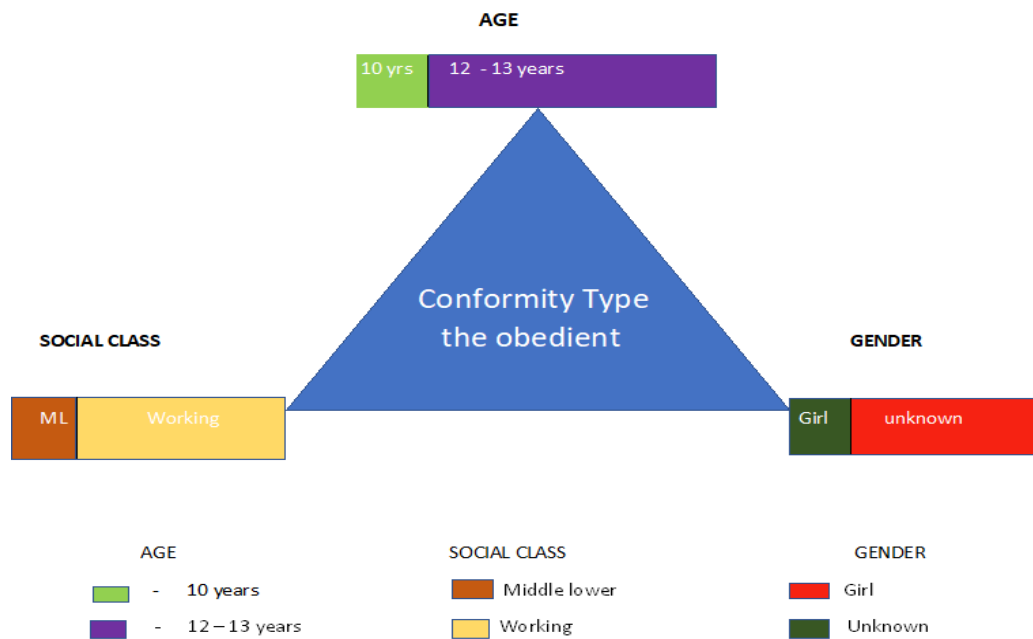 AGE
10 yrs 12 - 13 years
Conformity Type
the obedient
SOCIAL CLASS
GENDER
ML Working
Girl unknown
AGE SOCIAL CLASS GENDER
- 10 years Middle lower Girl
- 12 – 13 years Working Unknown